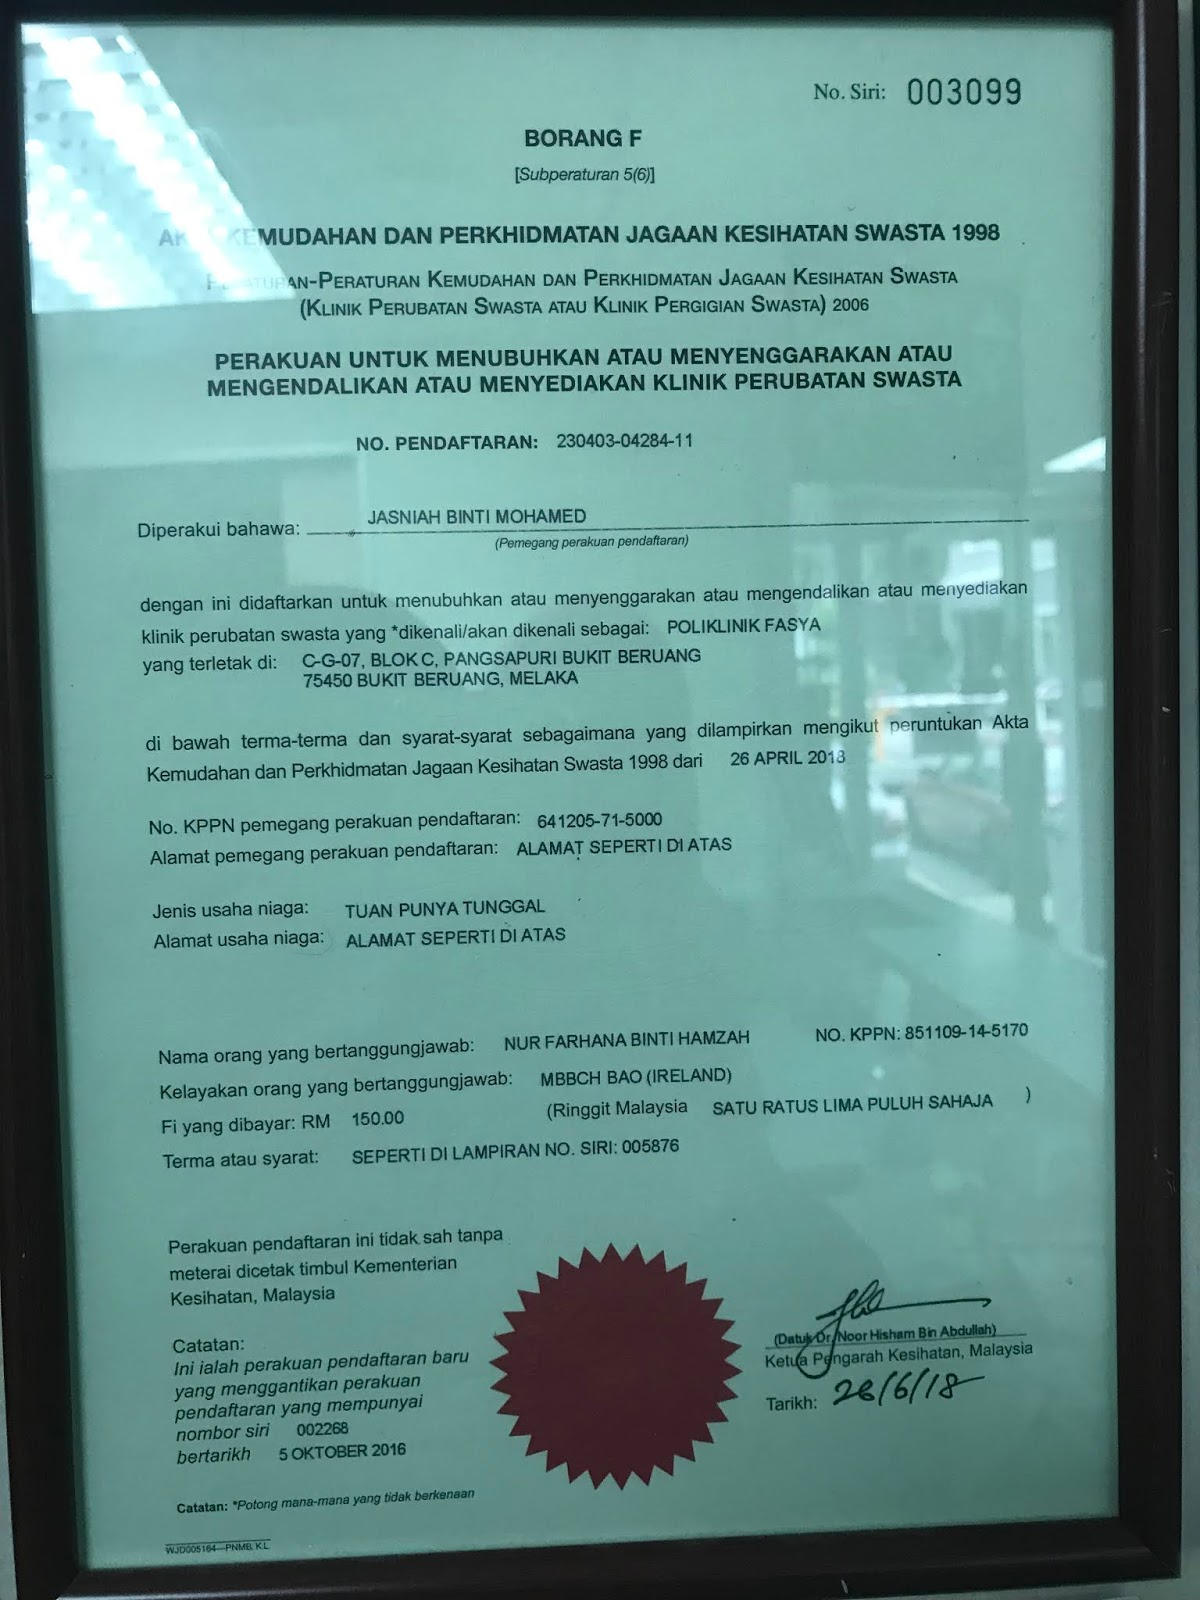 No. Siri: 003099
BORANG F
[Subperaturan 5(6)]
AKTA KEMUDAHAN DAN PERKHIDMATAN JAGAAN KESIHATAN SWASTA 1998
PERATURAN-PERATURAN KEMUDAHAN DAN PERKHIDMATAN JAGAAN KESIHATAN SWASTA
(KLINIK PERUBATAN SWASTA ATAU KLINIK PERGIGIAN SWASTA) 2006
PERAKUAN UNTUK MENUBUHKAN ATAU MENYENGGARAKAN ATAU
MENGENDALIKAN ATAU MENYEDIAKAN KLINIK PERUBATAN SWASTA
NO. PENDAFTARAN: 230403-04284-11
Diperakui bahawa: JASNIAH BINTI MOHAMED
(Pemegang perakuan pendaftaran)
dengan ini didaftarkan untuk menubuhkan atau menyenggarakan atau mengendalikan atau menyediakan
klinik perubatan swasta yang *dikenali/akan dikenali sebagai: POLIKLINIK FASYA
yang terletak di: C-G-07, BLOK C, PANGSAPURI BUKIT BERUANG
75450 BUKIT BERUANG, MELAKA
di bawah terma-terma dan syarat-syarat sebagaimana yang dilampirkan mengikut peruntukan Akta
Kemudahan dan Perkhidmatan Jagaan Kesihatan Swasta 1998 dari 26 APRIL 2018
No. KPPN pemegang perakuan pendaftaran: 641205-71-5000
Alamat pemegang perakuan pendaftaran: ALAMAT SEPERTI DI ATAS
Jenis usaha niaga: TUAN PUNYA TUNGGAL
Alamat usaha niaga: ALAMAT SEPERTI DI ATAS
Nama orang yang bertanggungjawab: NUR FARHANA BINTI HAMZAH NO. KPPN: 851109-14-5170
Kelayakan orang yang bertanggungjawab: MBBCH BAO (IRELAND)
Fi yang dibayar: RM 150.00 (Ringgit Malaysia SATU RATUS LIMA PULUH SAHAJA )
Terma atau syarat: SEPERTI DI LAMPIRAN NO. SIRI: 005876
Perakuan pendaftaran ini tidak sah tanpa
meterai dicetak timbul Kementerian
Kesihatan, Malaysia
Catatan:
Ini ialah perakuan pendaftaran baru
yang menggantikan perakuan
pendaftaran yang mempunyai
nombor siri 002268
bertarikh 5 OKTOBER 2016
(Datuk Dr. Noor Hisham Bin Abdullah)
Ketua Pengarah Kesihatan, Malaysia
Tarikh: 26/6/18
Catatan: *Potong mana-mana yang tidak berkenaan
WJD005164—PNMB, K.L